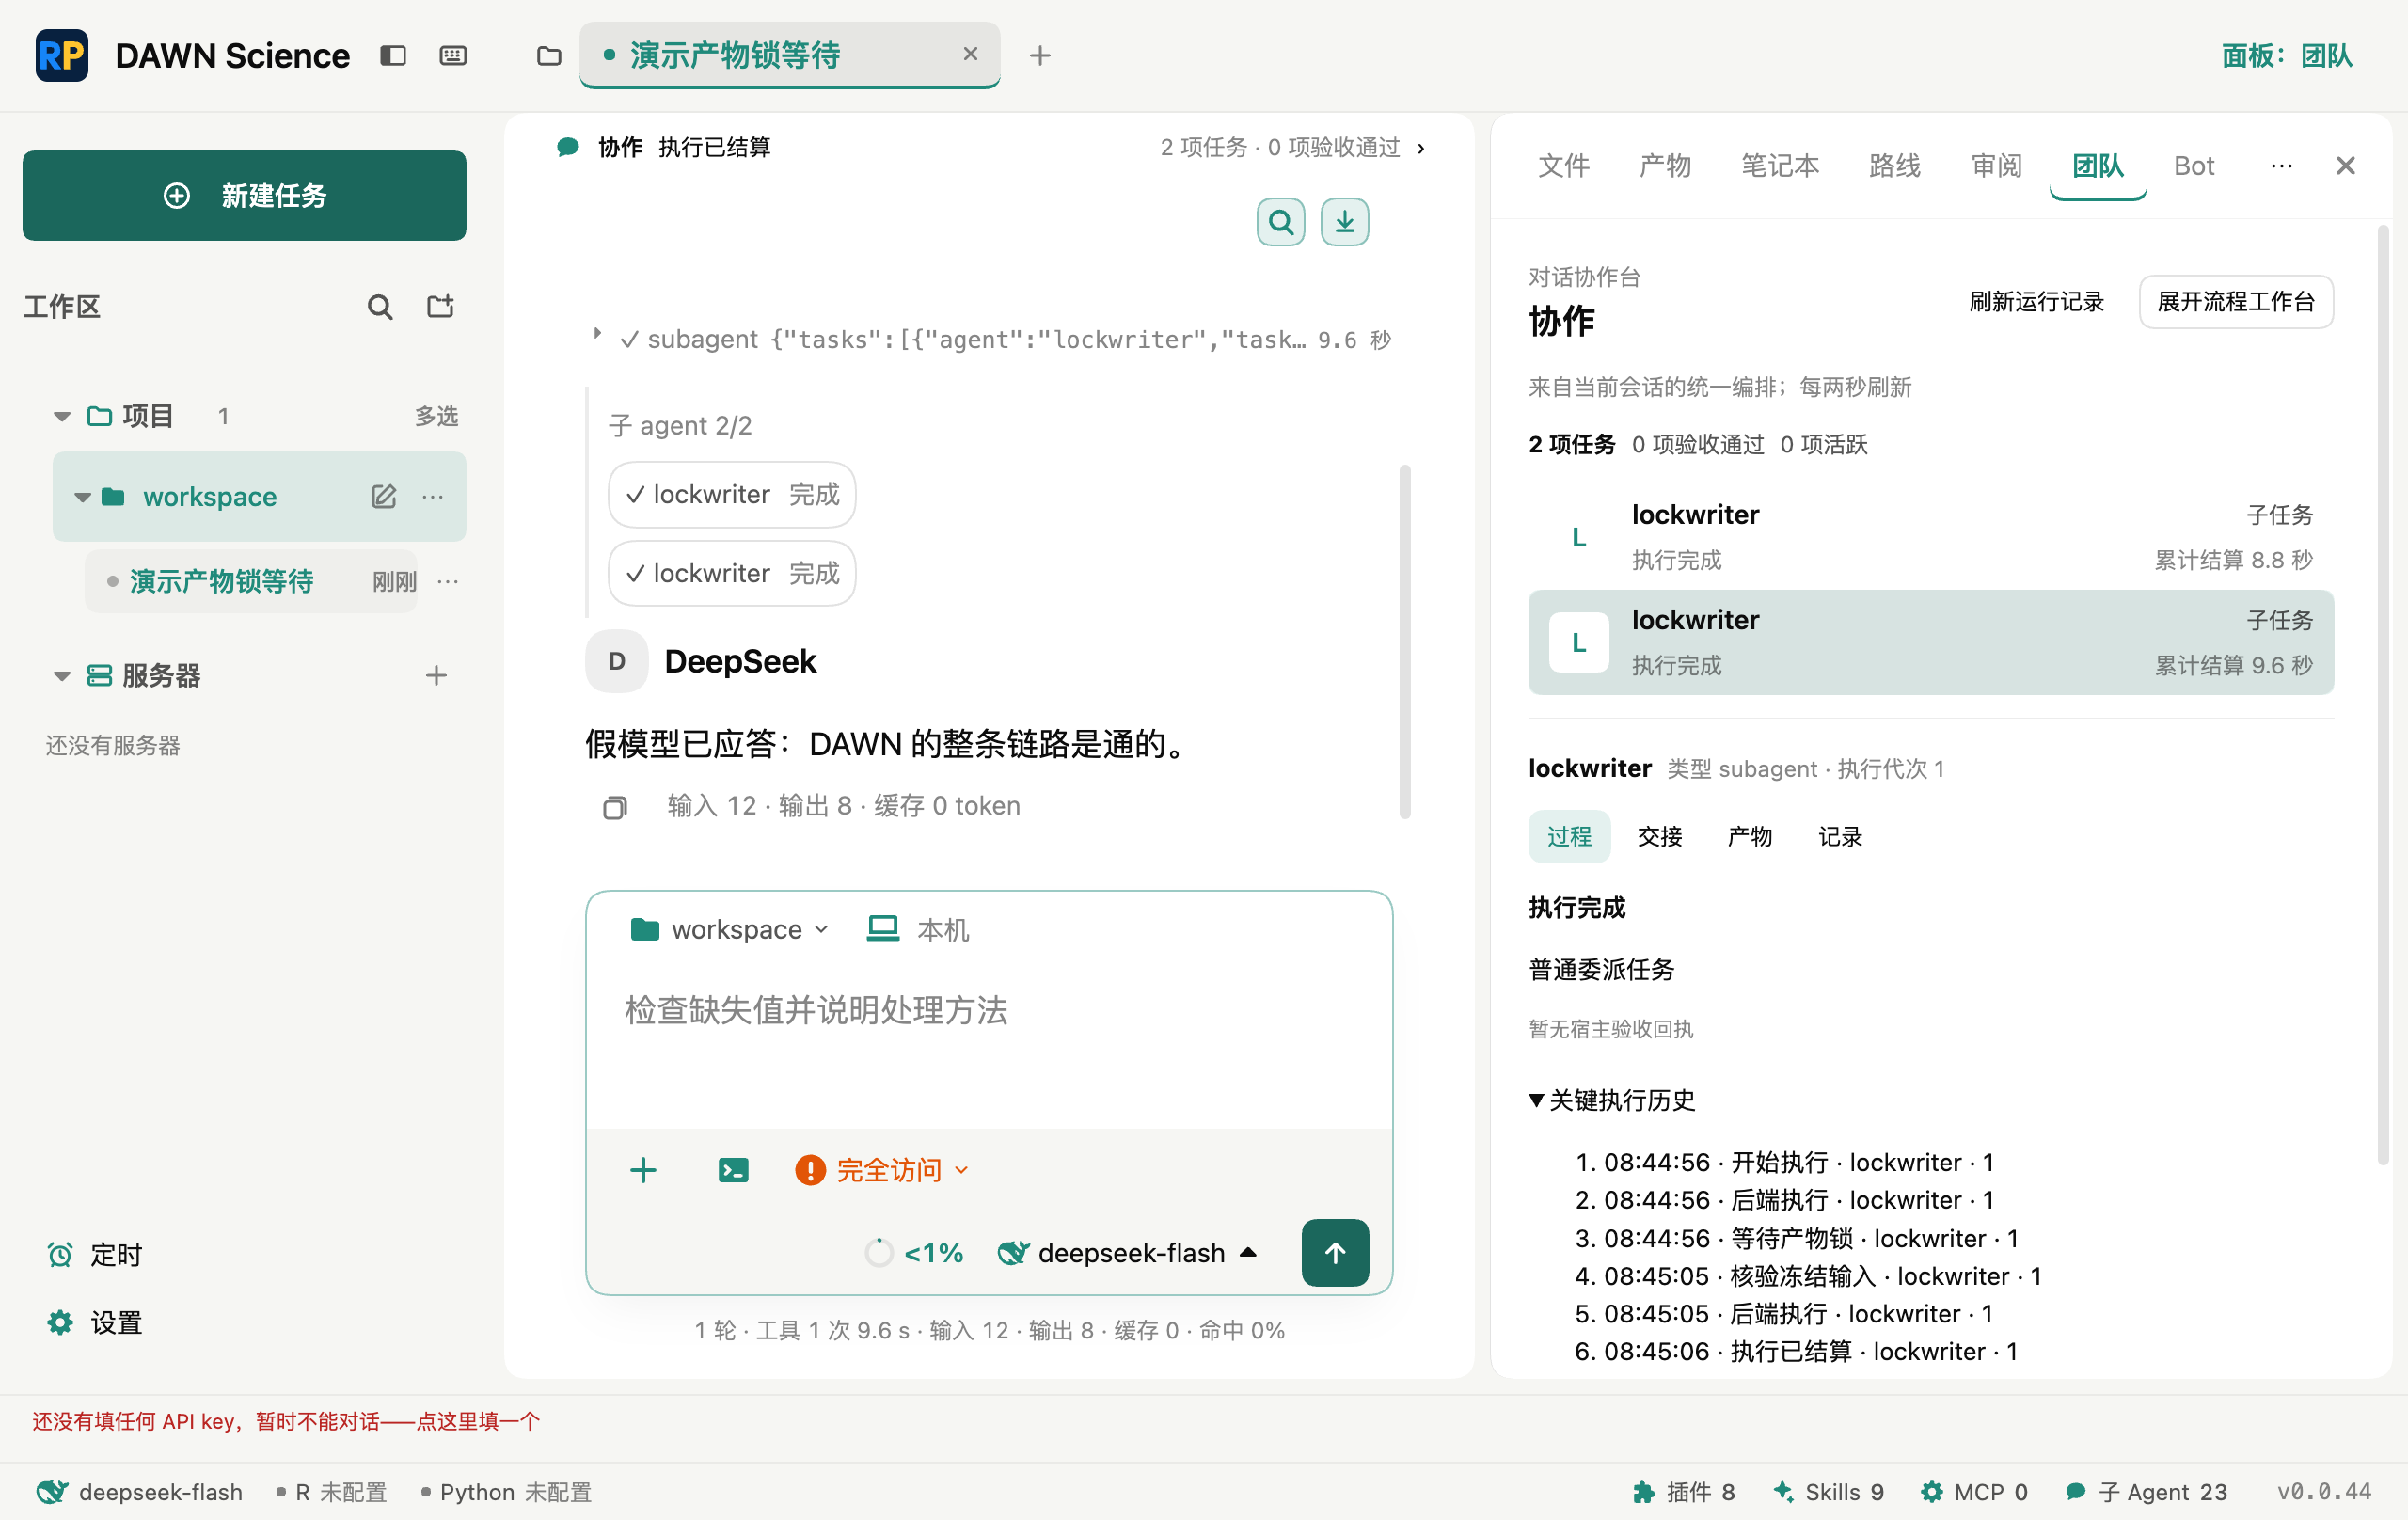 RP DAWN Science
演示产物锁等待
面板：团队
新建任务
工作区
项目 1 多选
workspace
演示产物锁等待 刚刚
服务器
还没有服务器
定时
设置
协作 执行已结算 2 项任务 · 0 项验收通过
subagent {"tasks":[{"agent":"lockwriter","task… 9.6 秒
子 agent 2/2
lockwriter 完成
lockwriter 完成
D DeepSeek
假模型已应答：DAWN 的整条链路是通的。
输入 12 · 输出 8 · 缓存 0 token
workspace 本机
检查缺失值并说明处理方法
完全访问
<1% deepseek-flash
1 轮 · 工具 1 次 9.6 s · 输入 12 · 输出 8 · 缓存 0 · 命中 0%
文件 产物 笔记本 路线 审阅 团队 Bot
对话协作台
协作
刷新运行记录 展开流程工作台
来自当前会话的统一编排；每两秒刷新
2 项任务 0 项验收通过 0 项活跃
L lockwriter 子任务
执行完成 累计结算 8.8 秒
L lockwriter 子任务
执行完成 累计结算 9.6 秒
lockwriter 类型 subagent · 执行代次 1
过程 交接 产物 记录
执行完成
普通委派任务
暂无宿主验收回执
关键执行历史
1. 08:44:56 · 开始执行 · lockwriter · 1
2. 08:44:56 · 后端执行 · lockwriter · 1
3. 08:44:56 · 等待产物锁 · lockwriter · 1
4. 08:45:05 · 核验冻结输入 · lockwriter · 1
5. 08:45:05 · 后端执行 · lockwriter · 1
6. 08:45:06 · 执行已结算 · lockwriter · 1
还没有填任何 API key，暂时不能对话——点这里填一个
deepseek-flash R 未配置 Python 未配置
插件 8 Skills 9 MCP 0 子 Agent 23 v0.0.44